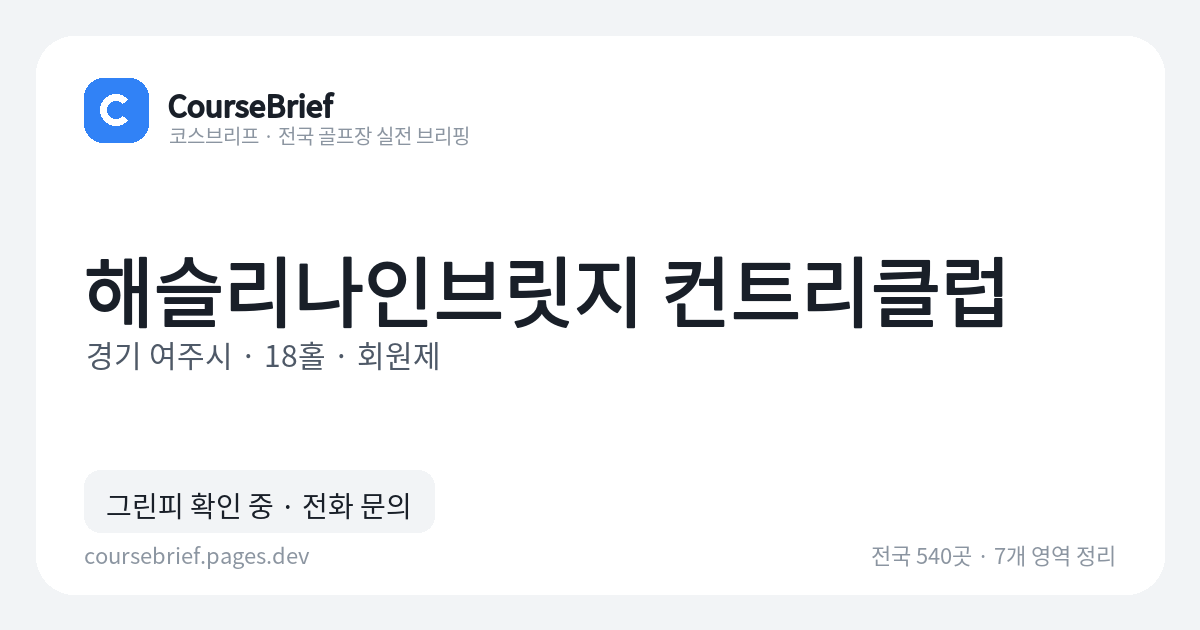 C
CourseBrief
코스브리프 · 전국 골프장 실전 브리핑
해슬리나인브릿지 컨트리클럽
경기 여주시 · 18홀 · 회원제
그린피 확인 중 · 전화 문의
coursebrief.pages.dev
전국 540곳 · 7개 영역 정리